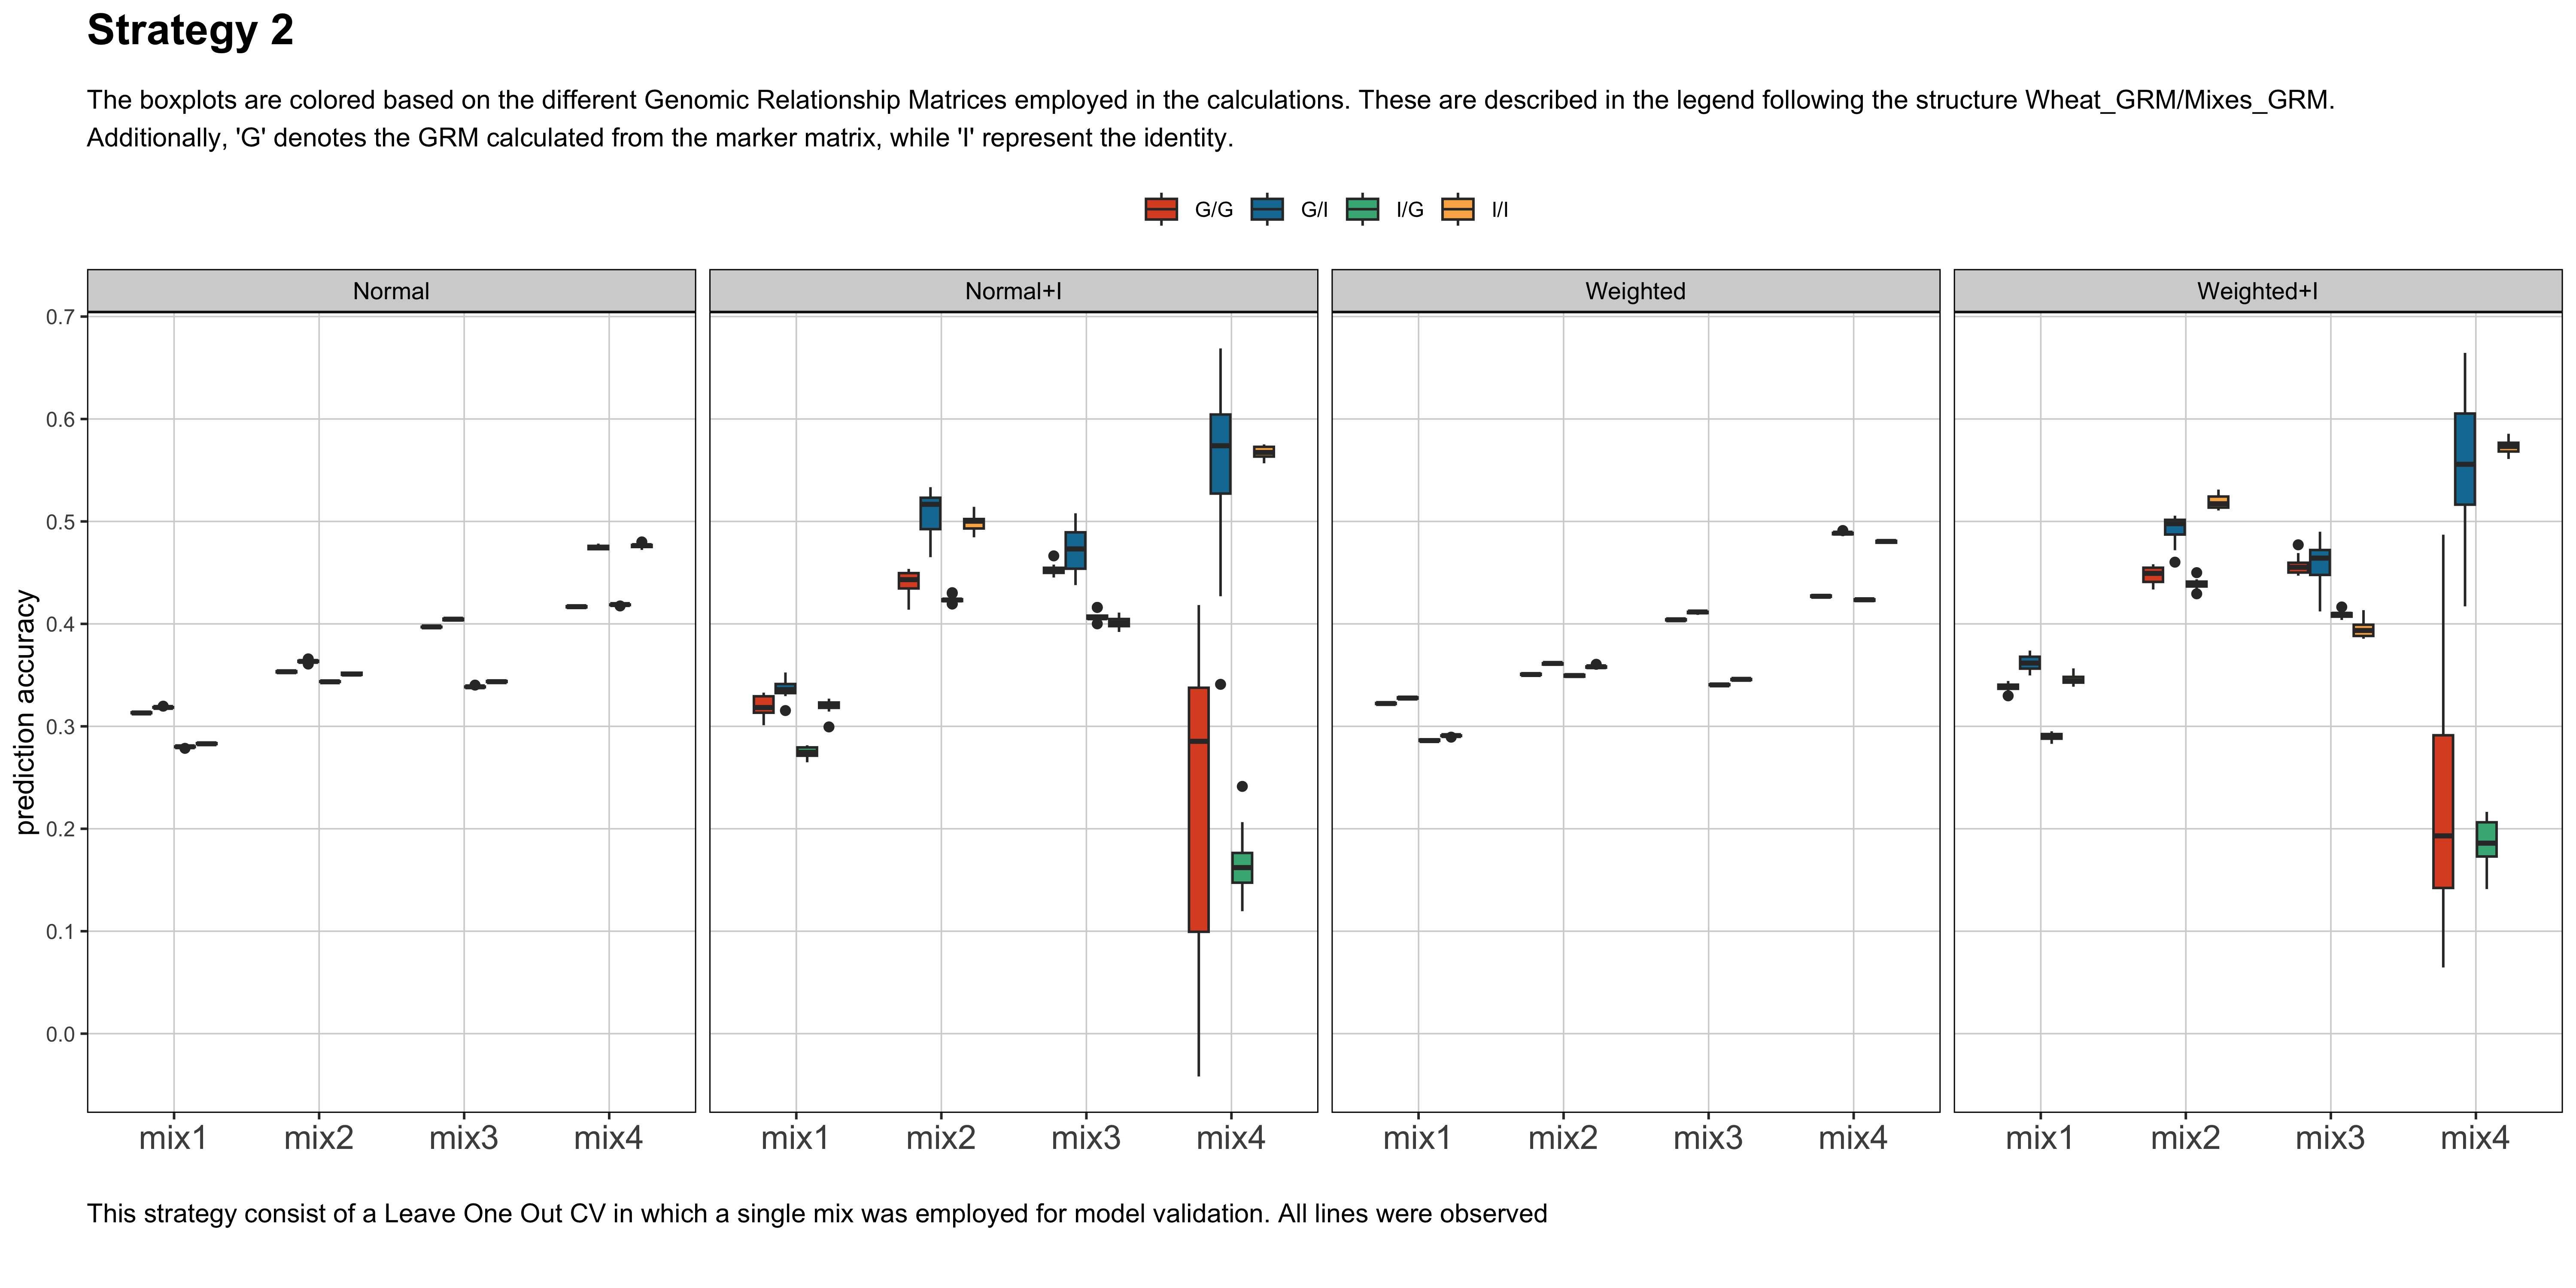 Strategy 2
The boxplots are colored based on the different Genomic Relationship Matrices employed in the calculations. These are described in the legend following the structure Wheat_GRM/Mixes_GRM.
Additionally, 'G' denotes the GRM calculated from the marker matrix, while 'I' represent the identity.
G/G G/I I/G I/I
Normal Normal+I Weighted Weighted+I
prediction accuracy
0.7
0.6
0.5
0.4
0.3
0.2
0.1
0.0
mix1 mix2 mix3 mix4 mix1 mix2 mix3 mix4 mix1 mix2 mix3 mix4 mix1 mix2 mix3 mix4
This strategy consist of a Leave One Out CV in which a single mix was employed for model validation. All lines were observed